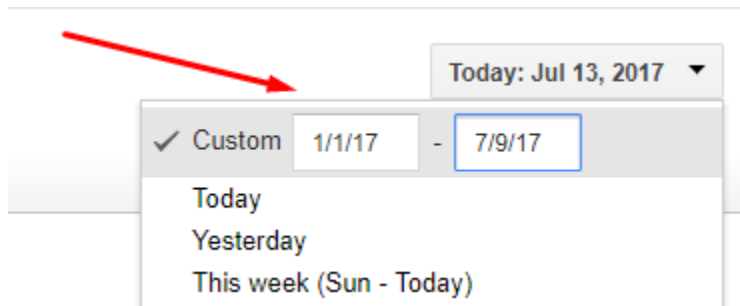 Today: Jul 13, 2017
Custom 1/1/17 - 7/9/17
Today
Yesterday
This week (Sun - Today)